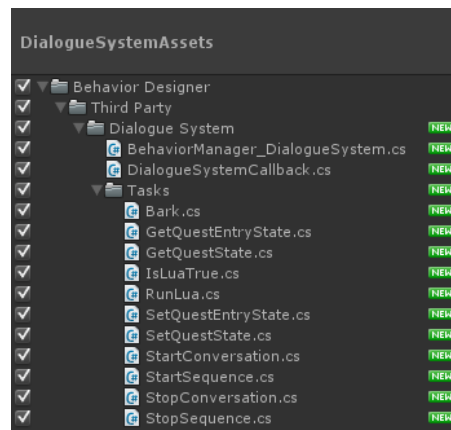 DialogueSystemAssets
Behavior Designer
Third Party
Dialogue System NEW
BehaviorManager_DialogueSystem.cs NEW
DialogueSystemCallback.cs NEW
Tasks NEW
Bark.cs NEW
GetQuestEntryState.cs NEW
GetQuestState.cs NEW
IsLuaTrue.cs NEW
RunLua.cs NEW
SetQuestEntryState.cs NEW
SetQuestState.cs NEW
StartConversation.cs NEW
StartSequence.cs NEW
StopConversation.cs NEW
StopSequence.cs NEW